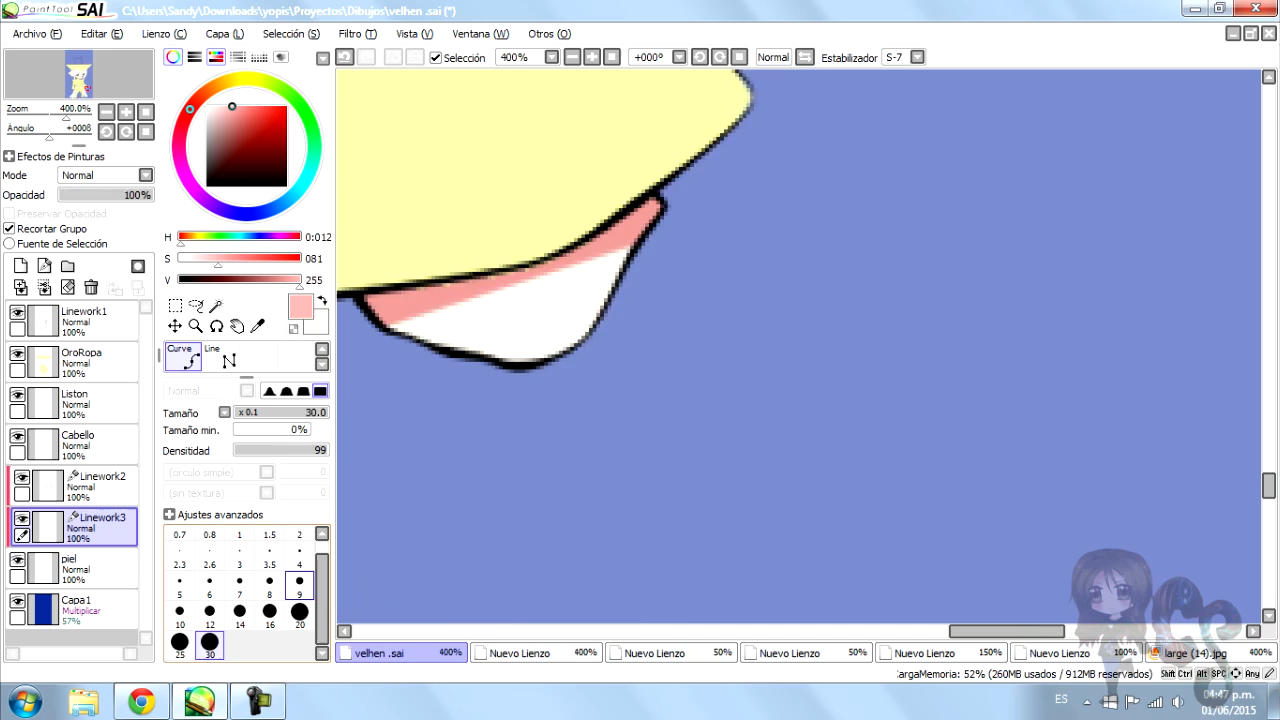 PaintTool SAI C:\Users\Sandy\Downloads\yopis\Proyectos\Dibujos\velhen .sai (*)
Archivo (F) Editar (E) Lienzo (C) Capa (L) Selección (S) Filtro (T) Vista (V) Ventana (W) Otros (O)
Selección 400% +000° Normal Estabilizador S-7
Zoom 400.0%
Ángulo +000ß
Efectos de Pinturas
Modo Normal
Opacidad 100%
Preservar Opacidad
Recortar Grupo
Fuente de Selección
H 0:012
S 081
V 255
Linework1
Normal
100%
OroRopa
Normal
100%
Liston
Normal
100%
Cabello
Normal
100%
Linework2
Normal
100%
Linework3
Normal
100%
piel
Normal
100%
Capa1
Multiplicar
57%
Curve Line
Normal
Tamaño x 0.1 30.0
Tamaño min. 0%
Densitidad 99
(circulo simple) 0
(sin textura) 0
Ajustes avanzados
0.7 0.8 1 1.5 2
2.3 2.6 3 3.5 4
5 6 7 8 9
10 12 14 16 20
25 30
velhen .sai 400% Nuevo Lienzo 400% Nuevo Lienzo 50% Nuevo Lienzo 50% Nuevo Lienzo 150% Nuevo Lienzo 100% large (14).jpg 400%
argaMemoria: 52% (260MB usados / 912MB reservados) Shift Ctrl Alt SPC Any
ES 04:47 p.m.
01/06/2015